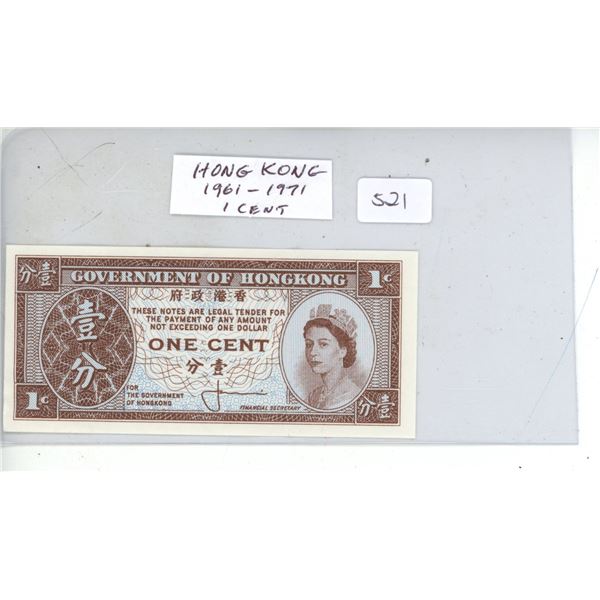 HONG KONG
1961-1971
1 CENT
521
分壹
GOVERNMENT OF HONGKONG
1¢
府政港香
THESE NOTES ARE LEGAL TENDER FOR
THE PAYMENT OF ANY AMOUNT
NOT EXCEEDING ONE DOLLAR
壹
分
ONE CENT
分壹
FOR
THE GOVERNMENT
OF HONGKONG
FINANCIAL SECRETARY
1¢
分壹